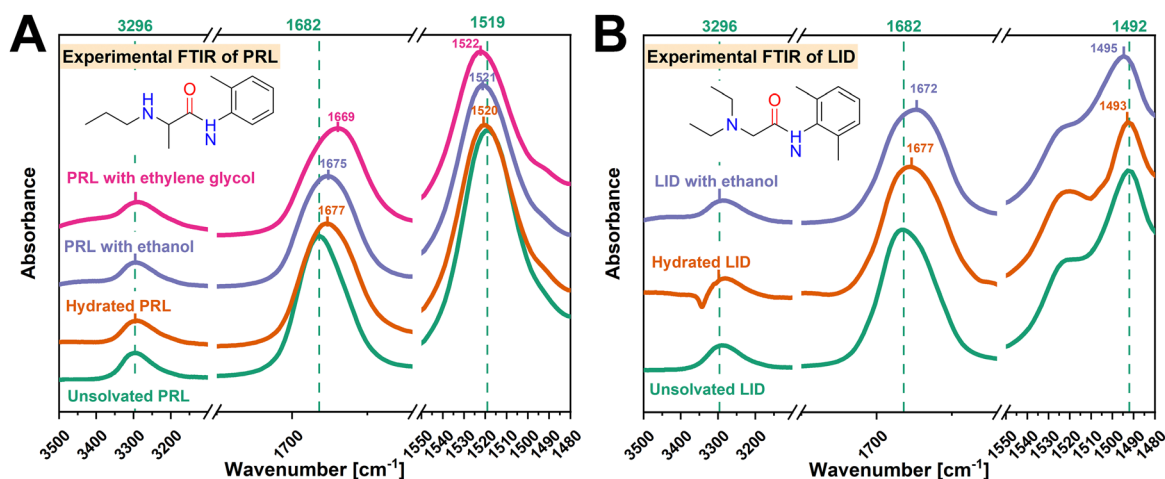 A
3296
1682
1519
Experimental FTIR of PRL
1522
1521
1520
H
N
O
H
N
1669
1675
1677
PRL with ethylene glycol
PRL with ethanol
Hydrated PRL
Unsolvated PRL
Absorbance
3500
3400
3300
3200
1700
1550
1540
1530
1520
1510
1500
1490
1480
Wavenumber [cm⁻¹]
B
3296
1682
1492
Experimental FTIR of LID
1495
1493
N
O
H
N
1672
1677
LID with ethanol
Hydrated LID
Unsolvated LID
Absorbance
3500
3400
3300
3200
1700
1550
1540
1530
1520
1510
1500
1490
1480
Wavenumber [cm⁻¹]